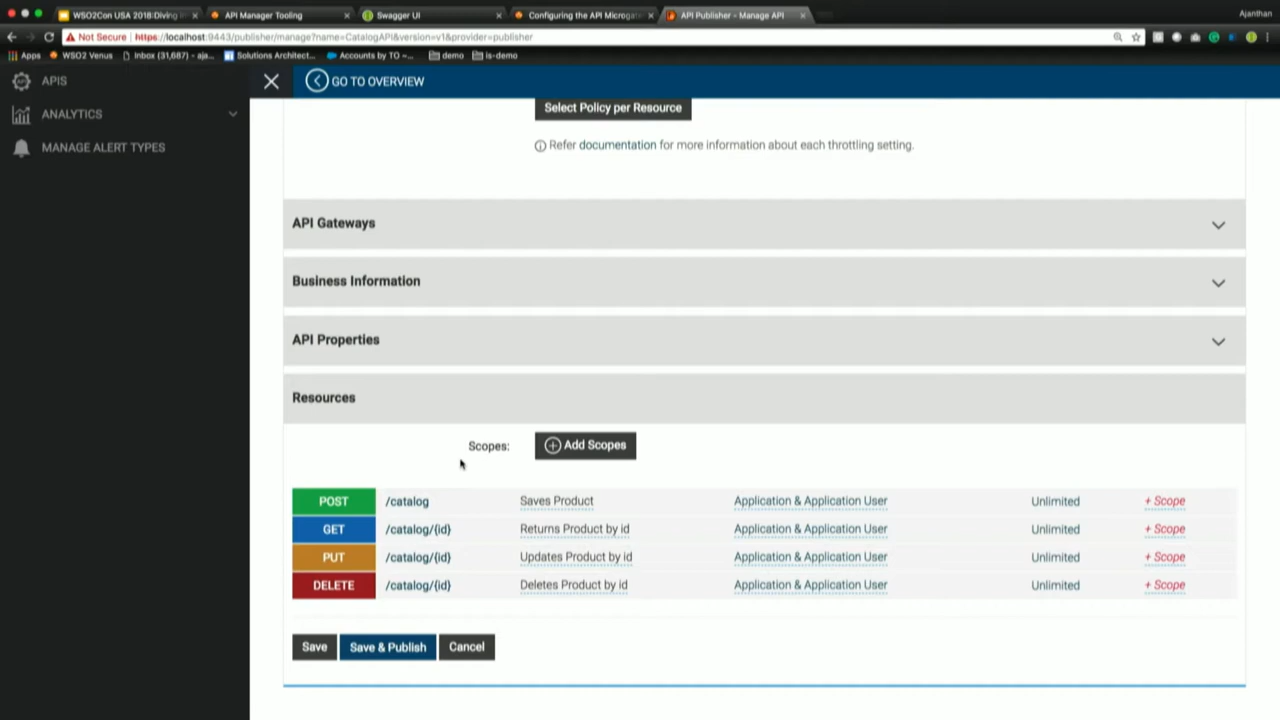 WSO2Con USA 2018:Diving
API Manager Tooling
Swagger UI
Configuring the API Microgate
API Publisher - Manage API
Ajanthan
Not Secure | https://localhost:9443/publisher/manage?name=CatalogAPI&version=v1&provider=publisher
Apps
WSO2 Venus
Inbox (31,687) - aja...
Solutions Architect...
Accounts by TO -...
demo
is-demo
APIS
GO TO OVERVIEW
ANALYTICS
MANAGE ALERT TYPES
Select Policy per Resource
Refer documentation for more information about each throttling setting.
API Gateways
Business Information
API Properties
Resources
Scopes: Add Scopes
POST /catalog Saves Product Application & Application User Unlimited + Scope
GET /catalog/{id} Returns Product by id Application & Application User Unlimited + Scope
PUT /catalog/{id} Updates Product by id Application & Application User Unlimited + Scope
DELETE /catalog/{id} Deletes Product by id Application & Application User Unlimited + Scope
Save Save & Publish Cancel